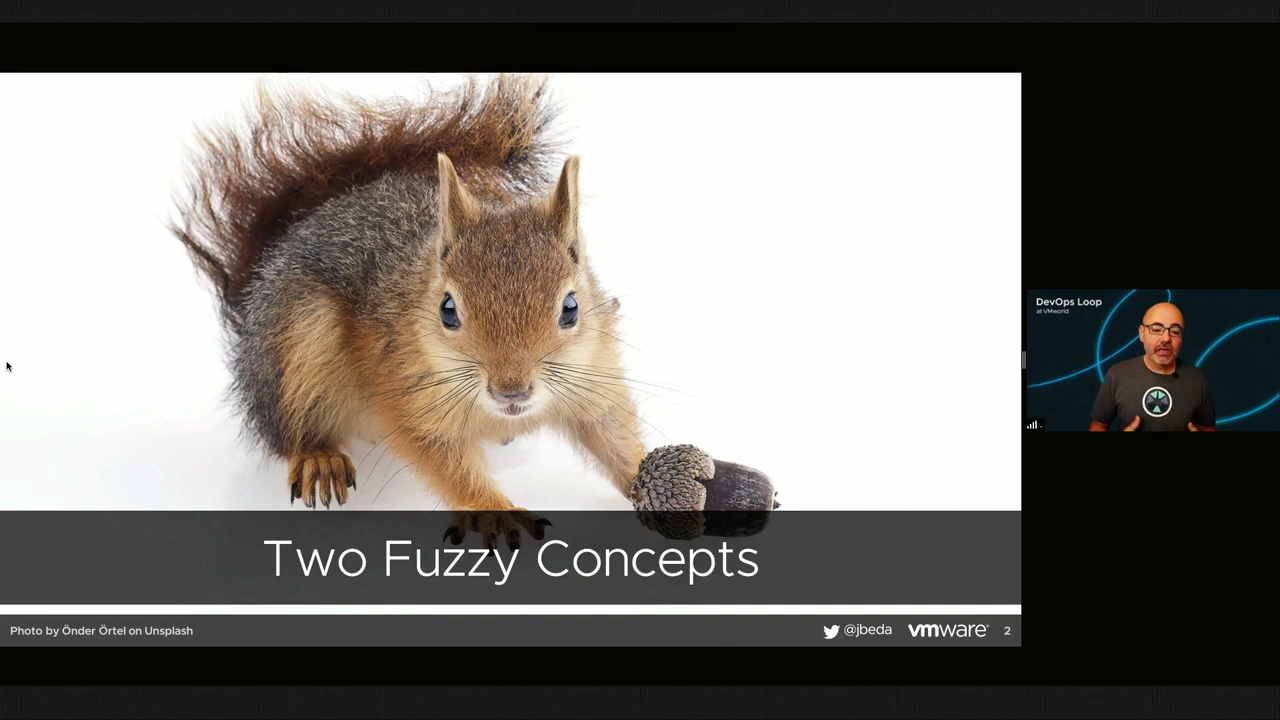 DevOps Loop
at VMworld
Two Fuzzy Concepts
Photo by Önder Örtel on Unsplash
@jbeda
vmware®
2